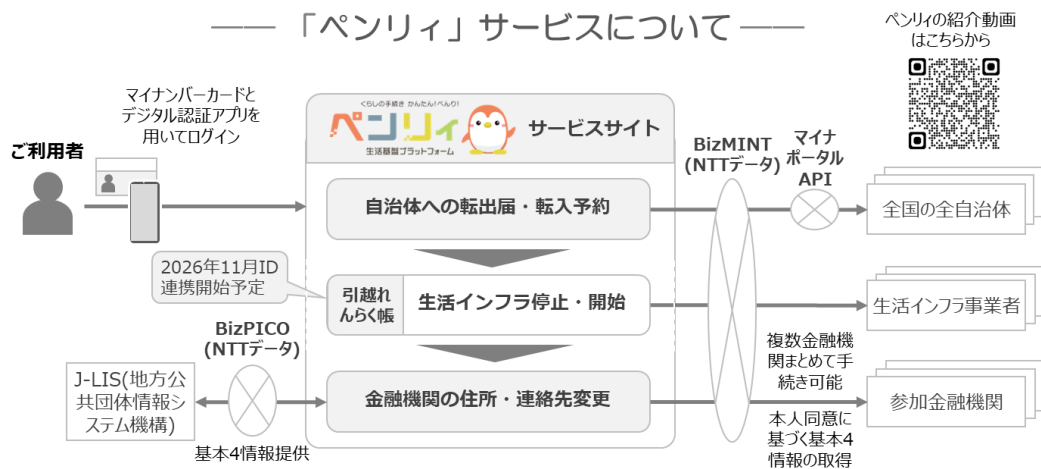 「ペンリィ」サービスについて
ペンリィの紹介動画
はこちらから
マイナンバーカードと
デジタル認証アプリを
用いてログイン
ご利用者
くらしの手続き かんたん!べんり!
ペンリィ
生活基盤プラットフォーム
サービスサイト
BizMINT
(NTTデータ)
マイナ
ポータル
API
自治体への転出届・転入予約
全国の全自治体
2026年11月ID
連携開始予定
引越れ
んらく帳
生活インフラ停止・開始
生活インフラ事業者
BizPICO
(NTTデータ)
複数金融機
関まとめて手
続き可能
J-LIS(地方公
共団体情報シ
ステム機構)
金融機関の住所・連絡先変更
参加金融機関
基本4情報提供
本人同意に
基づく基本4
情報の取得